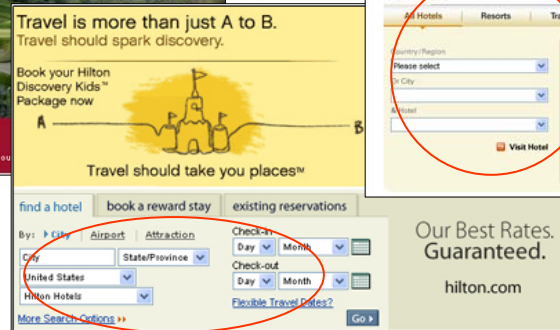 Travel is more than just A to B.
Travel should spark discovery.
Book your Hilton
Discovery Kids™
Package now
A
B
Travel should take you places™
find a hotel
book a reward stay
existing reservations
By: City Airport Attraction
City
State/Province
United States
Hilton Hotels
More Search Options
Check-in
Day Month
Check-out
Day Month
Flexible Travel Dates?
Go
All Hotels Resorts
Country/Region
Please select
Or City
& Hotel
Visit Hotel
Our Best Rates.
Guaranteed.
hilton.com